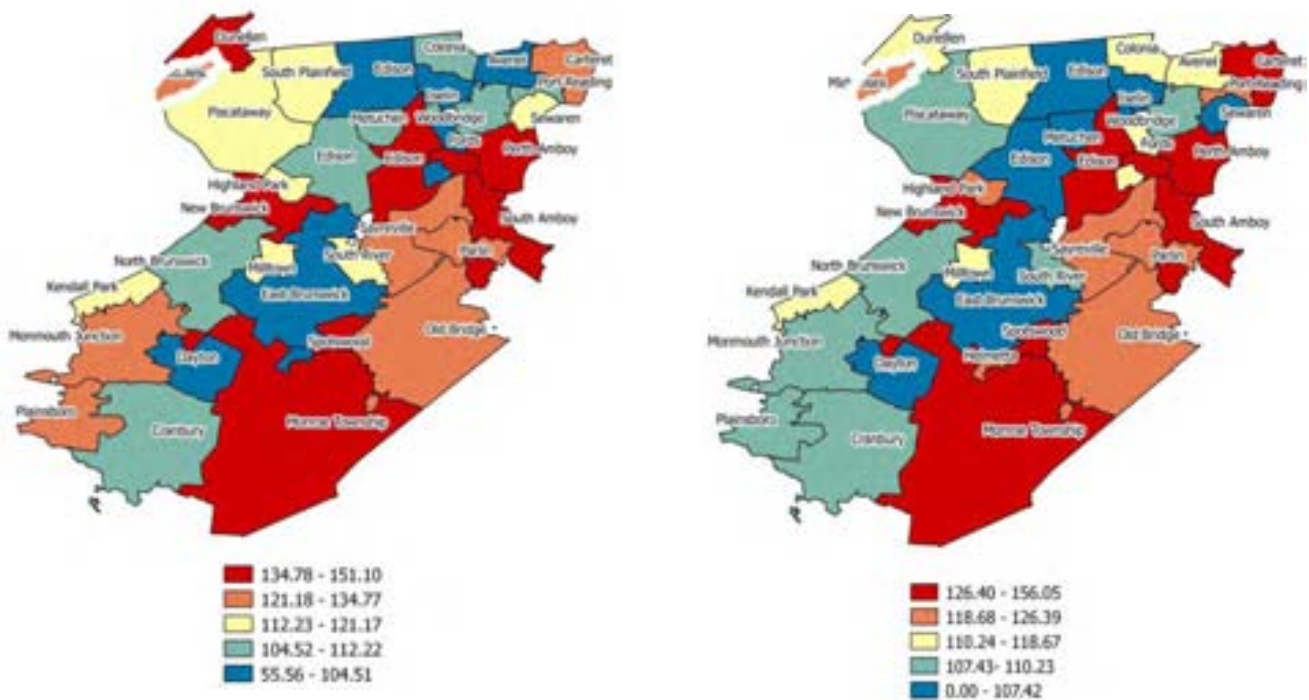 Dunellen
South Plainfield
Edison
Colonia
Avenel
Carteret
Port Reading
Iselin
Piscataway
Metuchen
Woodbridge
Sewaren
Fords
Edison
Edison
Perth Amboy
Highland Park
New Brunswick
South Amboy
Sayreville
North Brunswick
Milltown
South River
Parlin
Kendall Park
East Brunswick
Monmouth Junction
Old Bridge
Spotswood
Dayton
Plainsboro
Cranbury
Monroe Township
134.78 - 151.10
121.18 - 134.77
112.23 - 121.17
104.52 - 112.22
55.56 - 104.51
Dunellen
Colonia
South Plainfield
Edison
Avenel
Carteret
Port Reading
Iselin
Piscataway
Woodbridge
Sewaren
Metuchen
Fords
Edison
Edison
Perth Amboy
Highland Park
New Brunswick
South Amboy
Sayreville
North Brunswick
Milltown
South River
Parlin
Kendall Park
East Brunswick
Monmouth Junction
Spotswood
Old Bridge
Helmetta
Dayton
Plainsboro
Cranbury
Monroe Township
126.40 - 156.05
118.68 - 126.39
110.24 - 118.67
107.43- 110.23
0.00 - 107.42